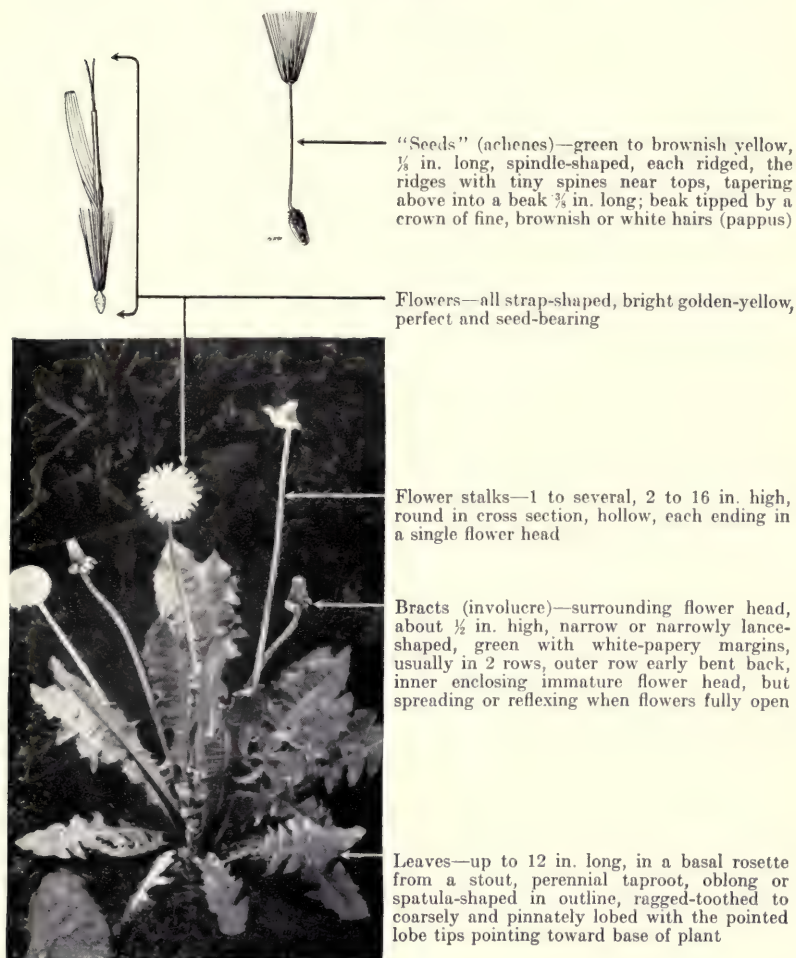 "Seeds" (achenes)—green to brownish yellow,
⅛ in. long, spindle-shaped, each ridged, the
ridges with tiny spines near tops, tapering
above into a beak ⅜ in. long; beak tipped by a
crown of fine, brownish or white hairs (pappus)
Flowers—all strap-shaped, bright golden-yellow,
perfect and seed-bearing
Flower stalks—1 to several, 2 to 16 in. high,
round in cross section, hollow, each ending in
a single flower head
Bracts (involucre)—surrounding flower head,
about ½ in. high, narrow or narrowly lance-
shaped, green with white-papery margins,
usually in 2 rows, outer row early bent back,
inner enclosing immature flower head, but
spreading or reflexing when flowers fully open
Leaves—up to 12 in. long, in a basal rosette
from a stout, perennial taproot, oblong or
spatula-shaped in outline, ragged-toothed to
coarsely and pinnately lobed with the pointed
lobe tips pointing toward base of plant